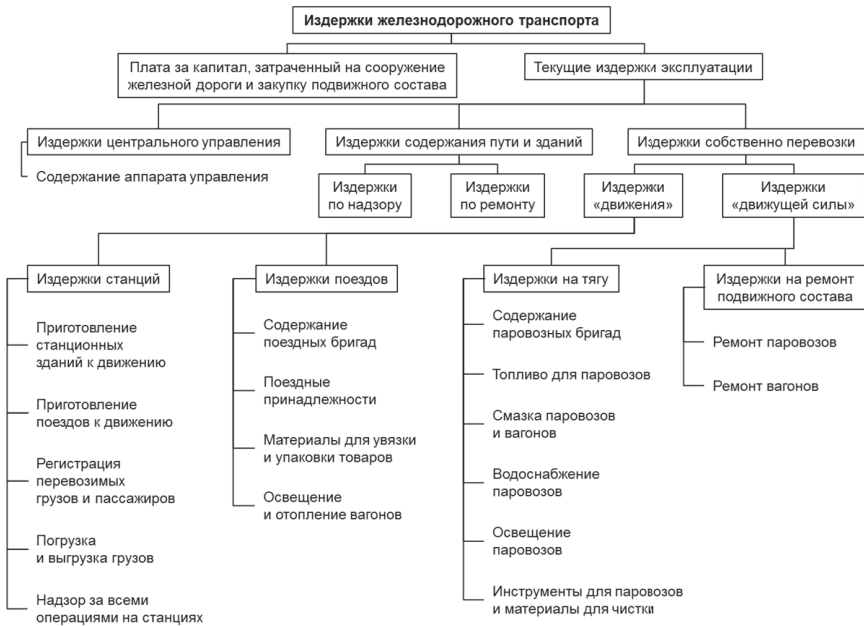 Издержки железнодорожного транспорта
Плата за капитал, затраченный на сооружение
железной дороги и закупку подвижного состава
Текущие издержки эксплуатации
Издержки центрального управления
Содержание аппарата управления
Издержки содержания пути и зданий
Издержки
по надзору
Издержки
по ремонту
Издержки собственно перевозки
Издержки
«движения»
Издержки
«движущей силы»
Издержки станций
Приготовление
станционных
зданий к движению
Приготовление
поездов к движению
Регистрация
перевозимых
грузов и пассажиров
Погрузка
и выгрузка грузов
Надзор за всеми
операциями на станциях
Издержки поездов
Содержание
поездных бригад
Поездные
принадлежности
Материалы для увязки
и упаковки товаров
Освещение
и отопление вагонов
Издержки на тягу
Содержание
паровозных бригад
Топливо для паровозов
Смазка паровозов
и вагонов
Водоснабжение
паровозов
Освещение
паровозов
Инструменты для паровозов
и материалы для чистки
Издержки на ремонт
подвижного состава
Ремонт паровозов
Ремонт вагонов